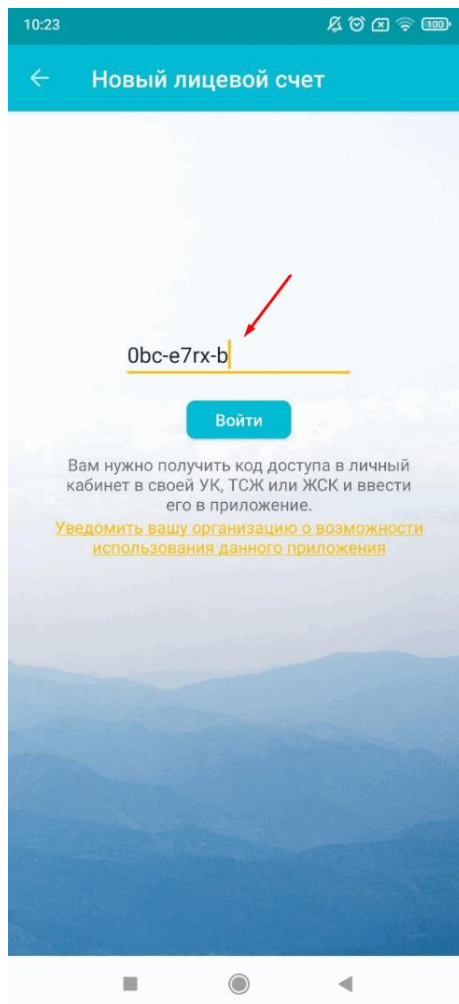 10:23
100
Новый лицевой счет
0bc-e7rx-b
Войти
Вам нужно получить код доступа в личный
кабинет в своей УК, ТСЖ или ЖСК и ввести
его в приложение.
Уведомить вашу организацию о возможности
использования данного приложения